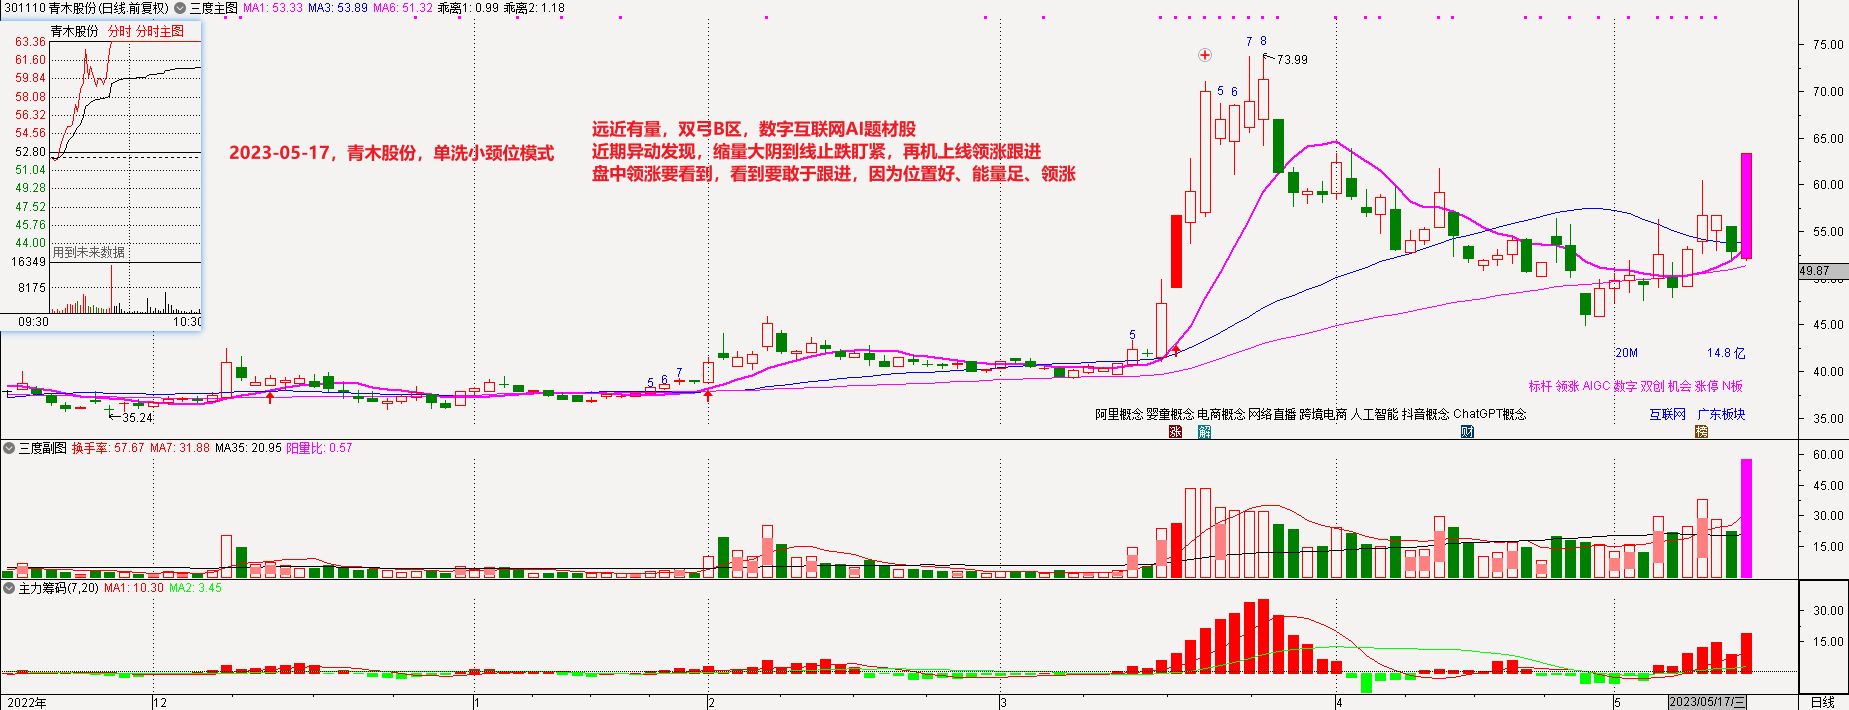 301110 青木股份(日线.前复权) 三度主图 MA1: 53.33 MA3: 53.89 MA6: 51.32 乖离1: 0.99 乖离2: 1.18
青木股份 分时 分时主图
63.36
61.60
59.84
58.08
56.32
54.56
52.80
51.04
49.28
47.52
45.76
44.00
用到未来数据
16349
8175
09:30 10:30
2023-05-17，青木股份，单洗小颈位模式
远近有量，双弓B区，数字互联网AI题材股
近期异动发现，缩量大阴到线止跌盯紧，再机上线领涨跟进
盘中领涨要看到，看到要敢于跟进，因为位置好、能量足、领涨
7 8
73.99
5 6
5
5 6 7
35.24
75.00
70.00
65.00
60.00
55.00
49.87
45.00
40.00
35.00
20M 14.8 亿
标杆 领涨 AIGC 数字 双创 机会 涨停 N板
阿里概念 婴童概念 电商概念 网络直播 跨境电商 人工智能 抖音概念 ChatGPT概念 互联网 广东板块
涨 解 财 榜
三度副图 换手率: 57.67 MA7: 31.88 MA35: 20.95 阳量比: 0.57
60.00
45.00
30.00
15.00
主力筹码(7,20) MA1: 10.30 MA2: 3.45
30.00
15.00
2022年 12 1 2 3 4 5 2023/05/17/三 日线